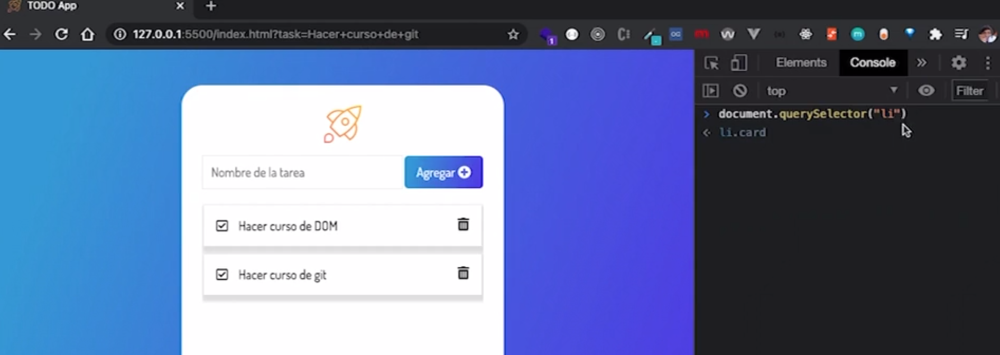 TODO App
127.0.0.1:5500/index.html?task=Hacer+curso+de+git
1
Elements
Console
top
Filter
document.querySelector("li")
li.card
Nombre de la tarea
Agregar
Hacer curso de DOM
Hacer curso de git